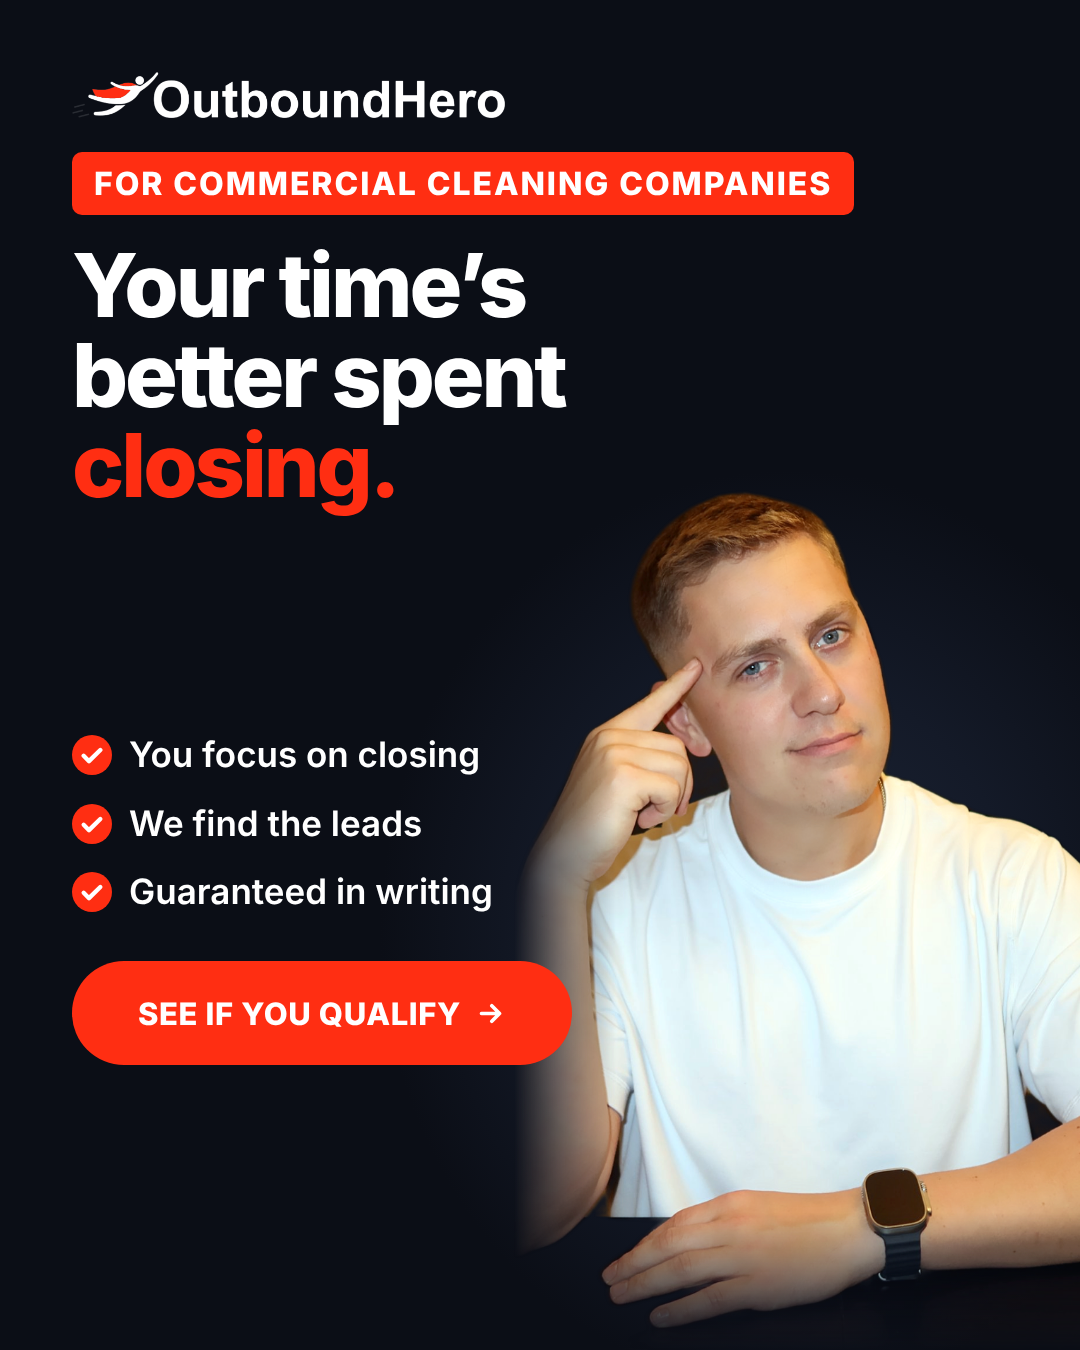 OutboundHero
FOR COMMERCIAL CLEANING COMPANIES
Your time’s
better spent
closing.
You focus on closing
We find the leads
Guaranteed in writing
SEE IF YOU QUALIFY →